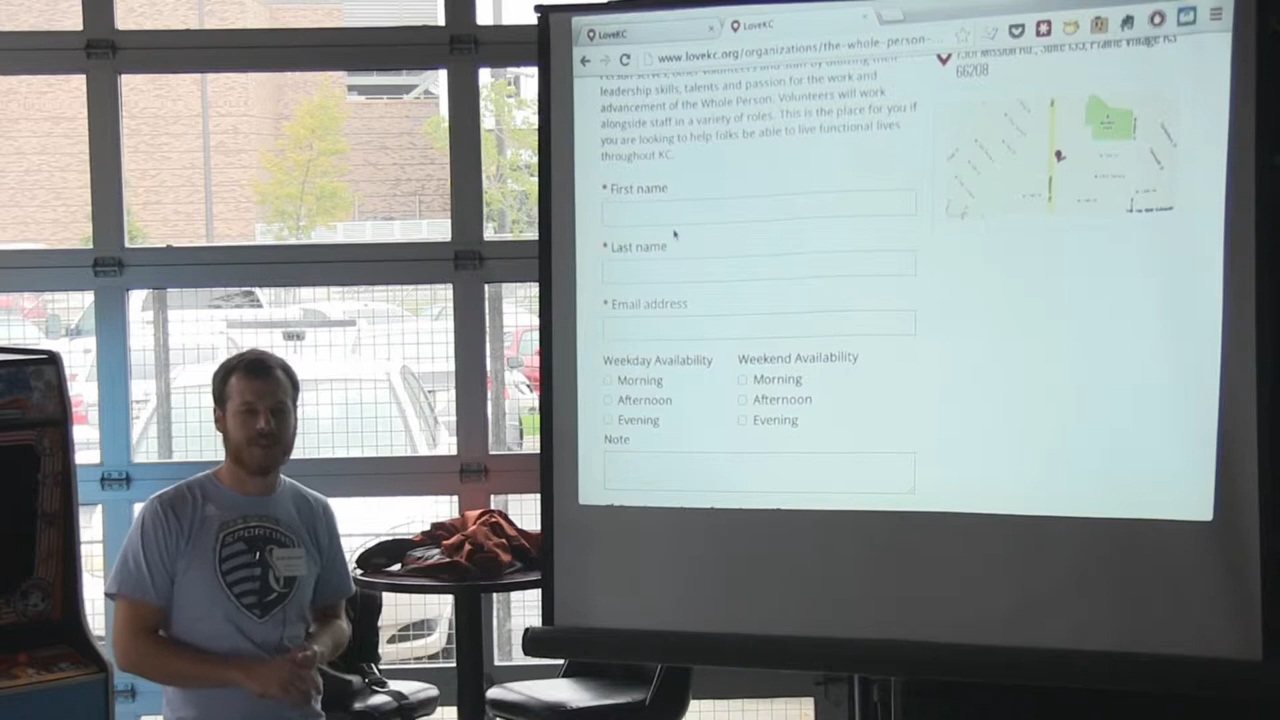 LoveKC
LoveKC
www.lovekc.org/organizations/the-whole-person-...
leadership skills, talents and passion for the work and
advancement of the Whole Person. Volunteers will work
alongside staff in a variety of roles. This is the place for you if
you are looking to help folks be able to live functional lives
throughout KC.
66208
* First name
* Last name
* Email address
Weekday Availability
Weekend Availability
Morning
Morning
Afternoon
Afternoon
Evening
Evening
Note
SPORTING